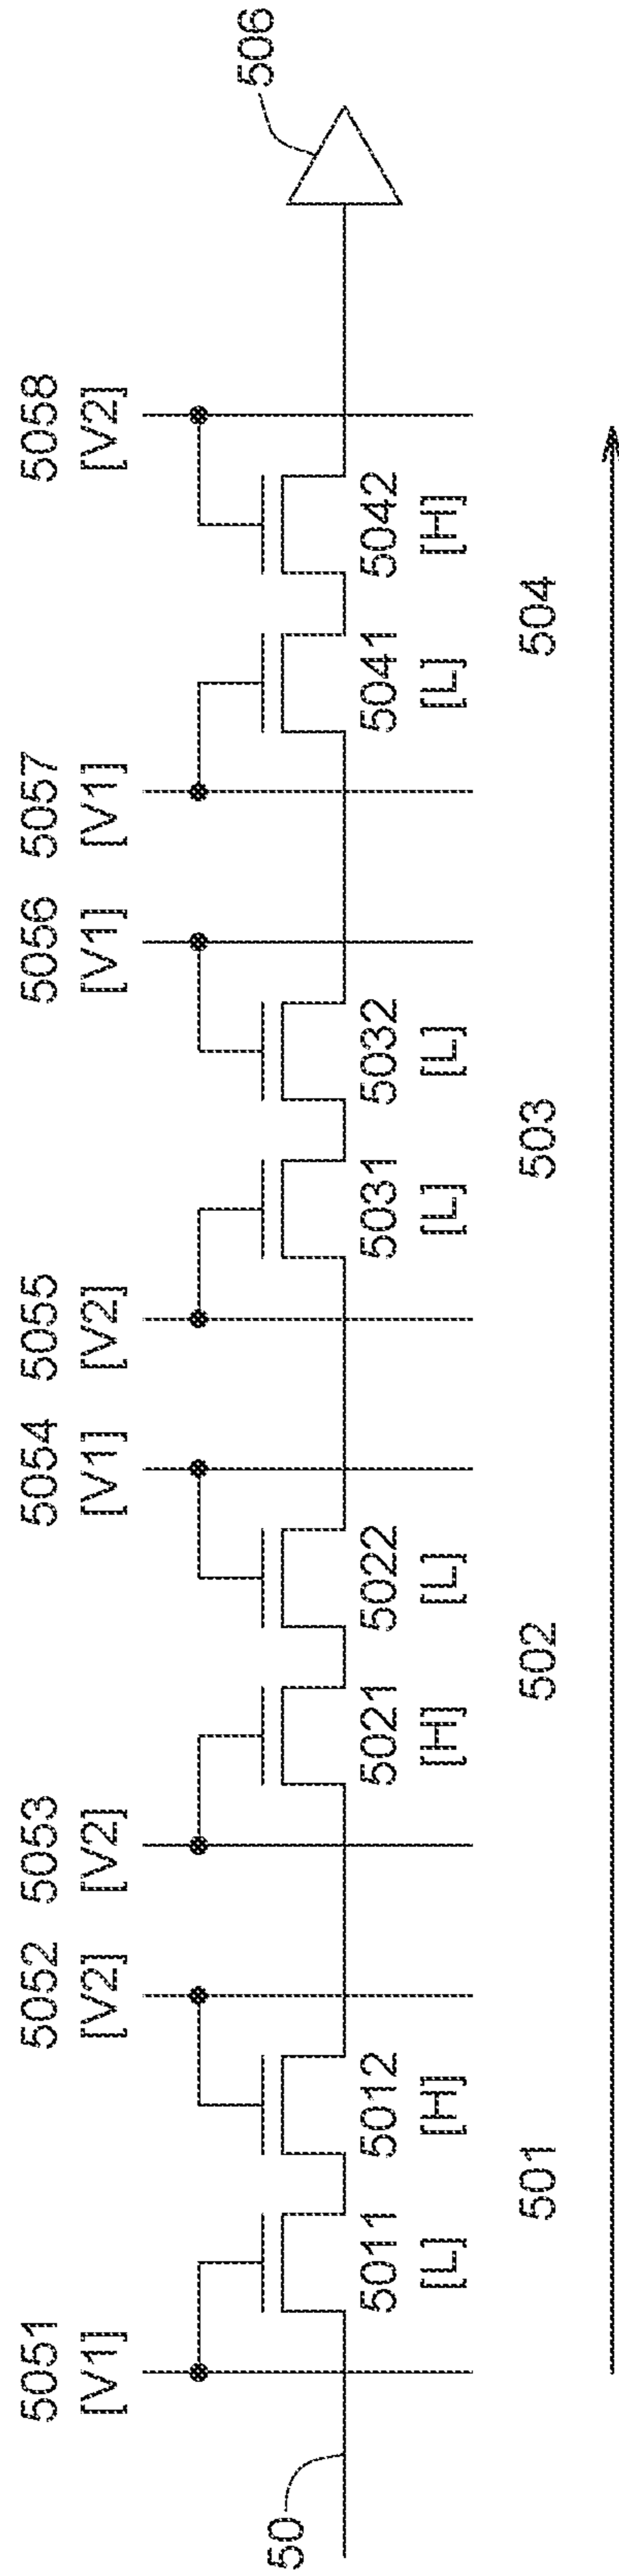 5051 5052 5053 5054 5055 5056 5057 5058
[V1] [V2] [V2] [V1] [V2] [V1] [V1] [V2]
506
50
5011 5012 5021 5022 5031 5032 5041 5042
[L] [H] [H] [L] [L] [L] [L] [H]
501 502 503 504